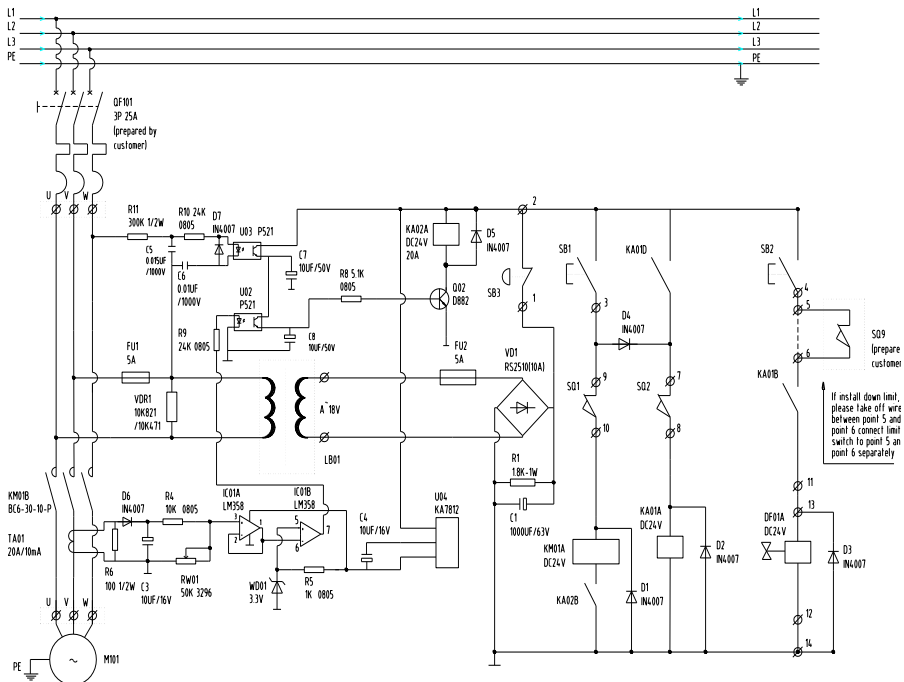 L1
L2
L3
PE
L1
L2
L3
PE
QF101
3P 25A
(prepared by
customer)
U V W
R11
300K 1/2W
R10 24K
0805
D7
IN4007
U03 P521
C5
0.015UF
/1000V
C6
0.01UF
/1000V
C7
10UF/50V
U02
P521
R8 5.1K
0805
C8
10UF/50V
R9
24K 0805
KA02A
DC24V
20A
D5
IN4007
Q02
D882
2
SB3
1
SB1
3
KA01D
D4
IN4007
SB2
4
5
6
SQ9
(prepare
customer
FU1
5A
VDR1
10K821
/10K471
A~18V
LB01
FU2
5A
VD1
RS2510(10A)
SQ1
9
10
SQ2
7
8
KA01B
If install down limit,
please take off wire
between point 5 and
point 6 connect limit
switch to point 5 an
point 6 separately
R1
1.8K-1W
C1
1000UF/63V
11
13
KM01B
BC6-30-10-P
TA01
20A/10mA
D6
IN4007
R4
10K 0805
R6
100 1/2W
C3
10UF/16V
RW01
50K 3296
IC01A
LM358
3
2
1
IC01B
LM358
5
6
7
WD01
3.3V
R5
1K 0805
C4
10UF/16V
U04
KA7812
KM01A
DC24V
KA02B
D1
IN4007
KA01A
DC24V
D2
IN4007
DF01A
DC24V
D3
IN4007
12
14
U V W
M101
~
PE